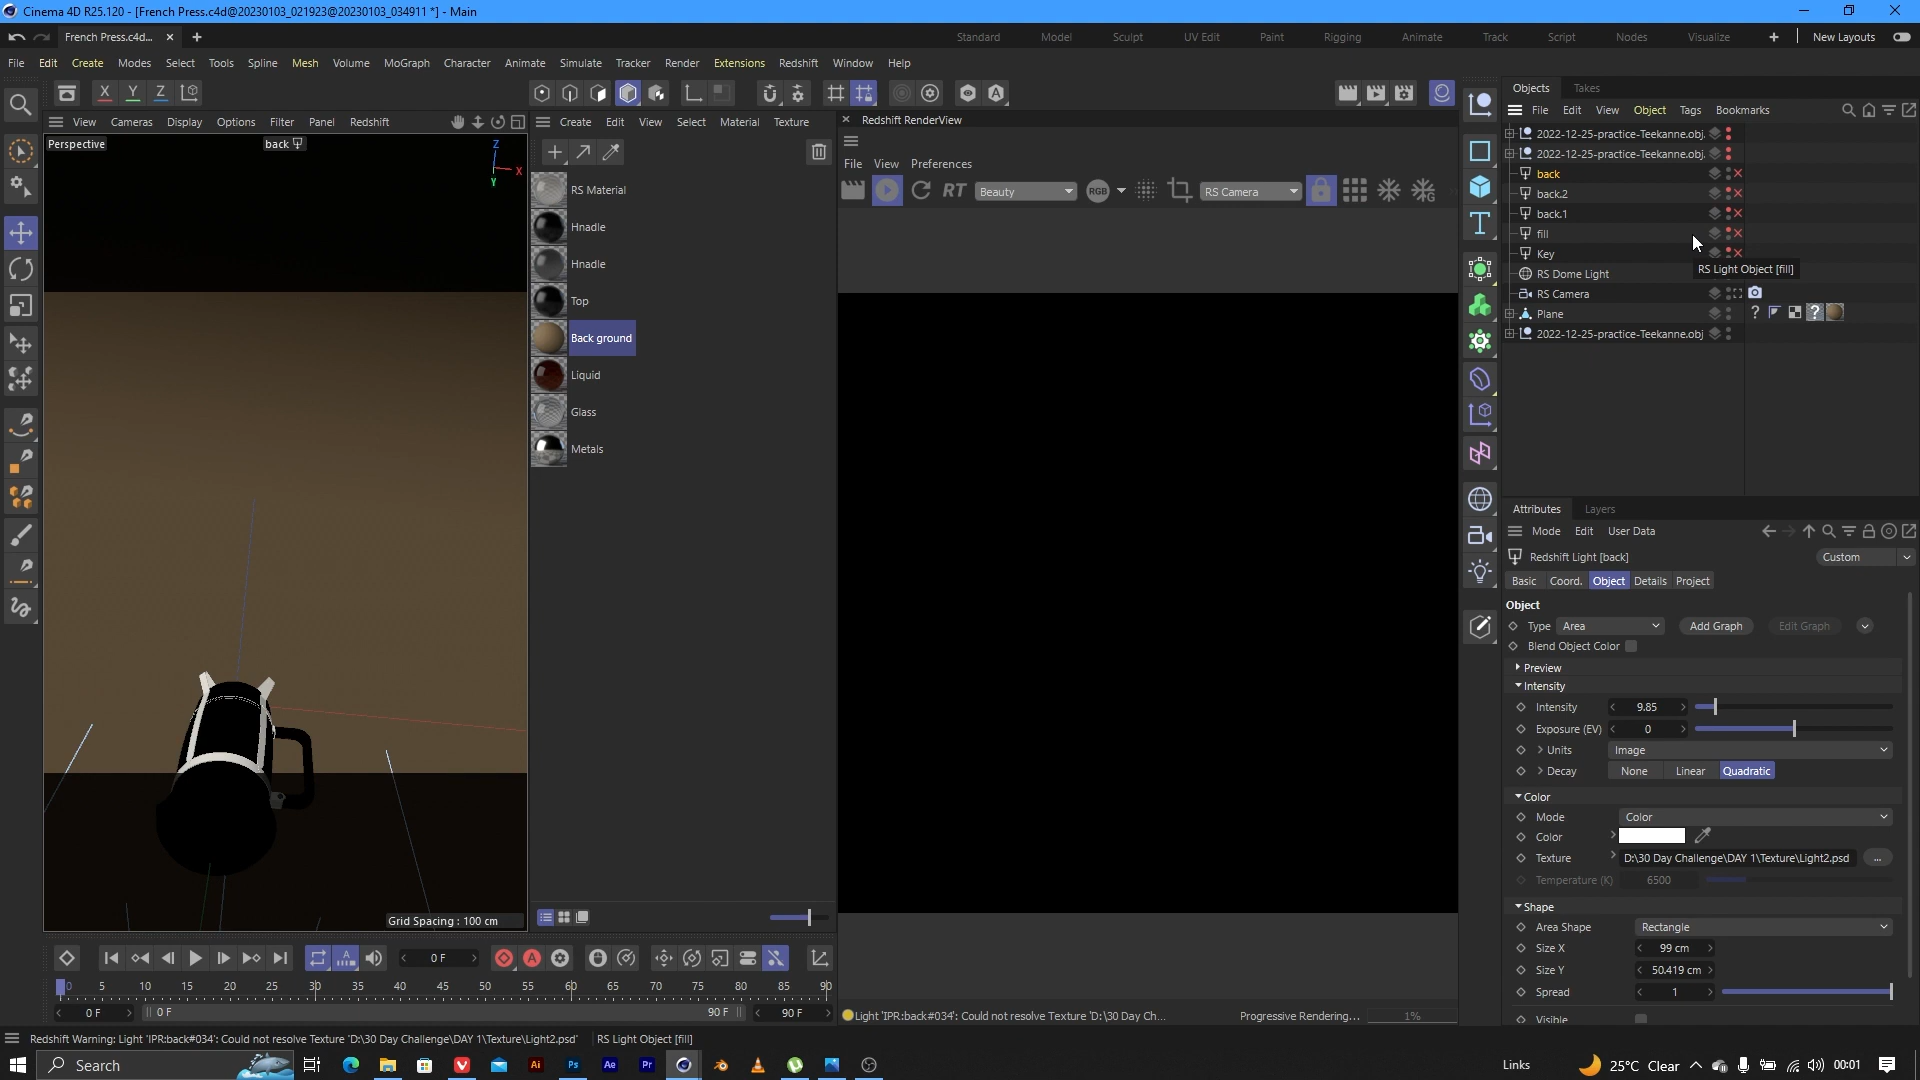 Cinema 4D R25.120 - [French Press.c4d@20230103_021923@20230103_034911 *] - Main
French Press.c4d...
Standard Model Sculpt UV Edit Paint Rigging Animate Track Script Nodes Visualize New Layouts
File Edit Create Modes Select Tools Spline Mesh Volume MoGraph Character Animate Simulate Tracker Render Extensions Redshift Window Help
X Y Z
View Cameras Display Options Filter Panel Redshift
Perspective
back
Z
X
Y
Grid Spacing : 100 cm
Create Edit View Select Material Texture
RS Material
Hnadle
Hnadle
Top
Back ground
Liquid
Glass
Metals
Redshift RenderView
File View Preferences
RT Beauty RGB RS Camera
Light 'IPR:back#034': Could not resolve Texture 'D:\30 Day Ch...
Progressive Rendering...
1%
Objects Takes
File Edit View Object Tags Bookmarks
2022-12-25-practice-Teekanne.obj.
2022-12-25-practice-Teekanne.obj.
back
back.2
back.1
fill
Key
RS Light Object [fill]
RS Dome Light
RS Camera
Plane
2022-12-25-practice-Teekanne.obj
Attributes Layers
Mode Edit User Data
Redshift Light [back]
Custom
Basic Coord. Object Details Project
Object
Type Area Add Graph Edit Graph
Blend Object Color
Preview
Intensity
Intensity 9.85
Exposure (EV) 0
Units Image
Decay None Linear Quadratic
Color
Mode Color
Color
Texture D:\30 Day Challenge\DAY 1\Texture\Light2.psd ...
Temperature (K) 6500
Shape
Area Shape Rectangle
Size X 99 cm
Size Y 50.419 cm
Spread 1
Visible
0 F
0 5 10 15 20 25 30 35 40 45 50 55 60 65 70 75 80 85 90
0 F 0 F 90 F 90 F
Redshift Warning: Light 'IPR:back#034': Could not resolve Texture 'D:\30 Day Challenge\DAY 1\Texture\Light2.psd'
RS Light Object [fill]
Search
Ai Ps Ae Pr
Links
25°C Clear
00:01